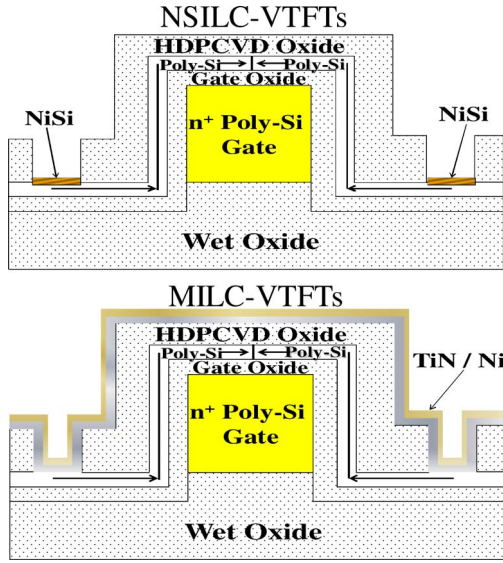 NSILC-VTFTs
HDPCVD Oxide
Poly-Si Poly-Si
Gate Oxide
NiSi NiSi
n+ Poly-Si
Gate
Wet Oxide
MILC-VTFTs
HDPCVD Oxide
Poly-Si Poly-Si
TiN / Ni
Gate Oxide
n+ Poly-Si
Gate
Wet Oxide